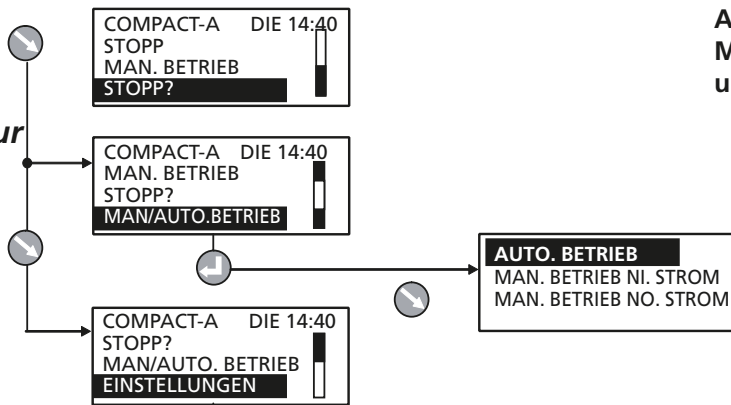 COMPACT-A DIE 14:40
STOPP
MAN. BETRIEB
STOPP?
ur
COMPACT-A DIE 14:40
MAN. BETRIEB
STOPP?
MAN/AUTO.BETRIEB
AUTO. BETRIEB
MAN. BETRIEB NI. STROM
MAN. BETRIEB NO. STROM
COMPACT-A DIE 14:40
STOPP?
MAN/AUTO. BETRIEB
EINSTELLUNGEN
A
M
u